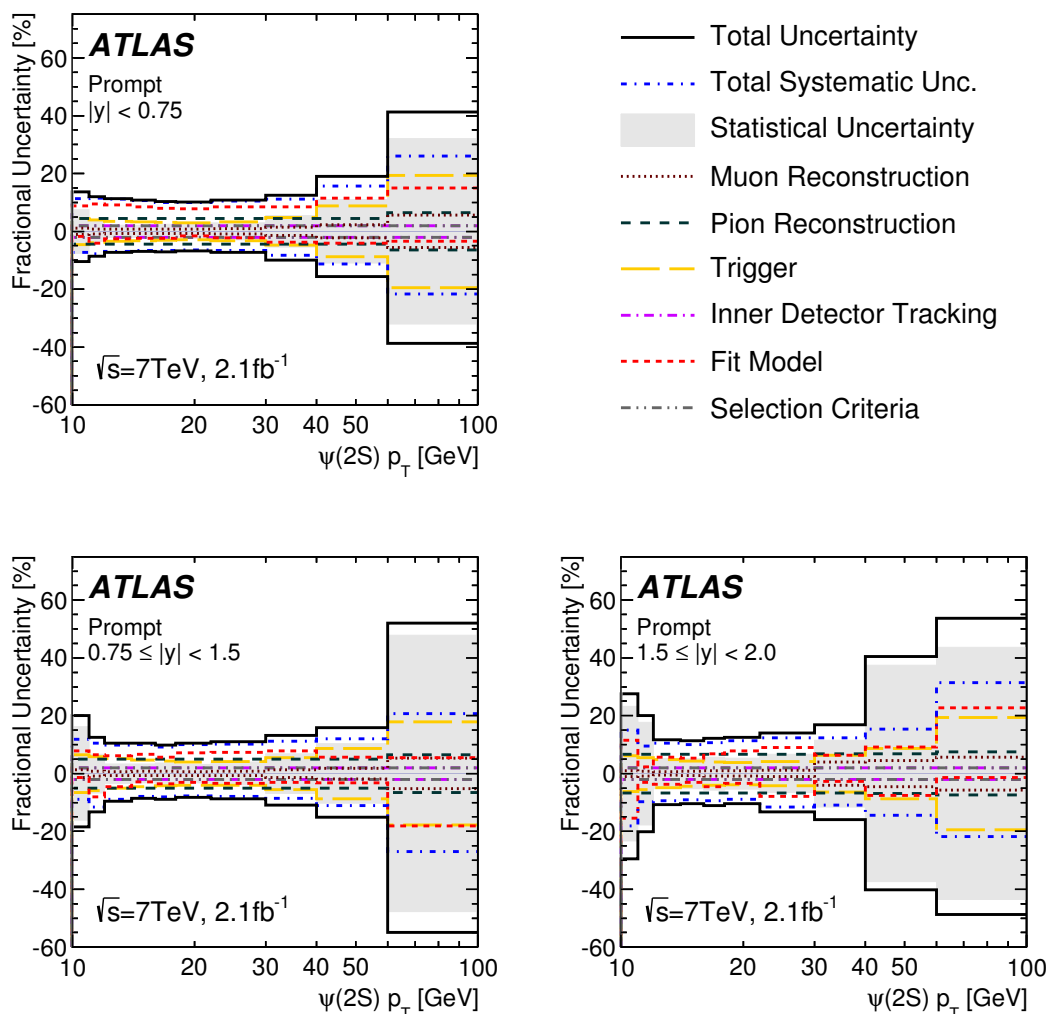 Fractional Uncertainty [%]
60
40
20
0
-20
-40
-60
ATLAS
Prompt
|y| < 0.75
√s=7TeV, 2.1fb⁻¹
10 20 30 40 50 100
ψ(2S) p_T [GeV]
Total Uncertainty
Total Systematic Unc.
Statistical Uncertainty
Muon Reconstruction
Pion Reconstruction
Trigger
Inner Detector Tracking
Fit Model
Selection Criteria
Fractional Uncertainty [%]
60
40
20
0
-20
-40
-60
ATLAS
Prompt
0.75 ≤ |y| < 1.5
√s=7TeV, 2.1fb⁻¹
10 20 30 40 50 100
ψ(2S) p_T [GeV]
Fractional Uncertainty [%]
60
40
20
0
-20
-40
-60
ATLAS
Prompt
1.5 ≤ |y| < 2.0
√s=7TeV, 2.1fb⁻¹
10 20 30 40 50 100
ψ(2S) p_T [GeV]